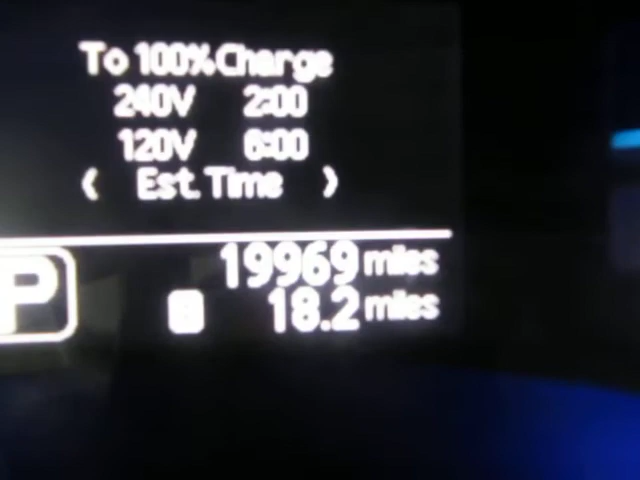 To 100% Charge
240V 2:00
120V 6:00
< Est. Time >
19969 miles
P
18.2 miles